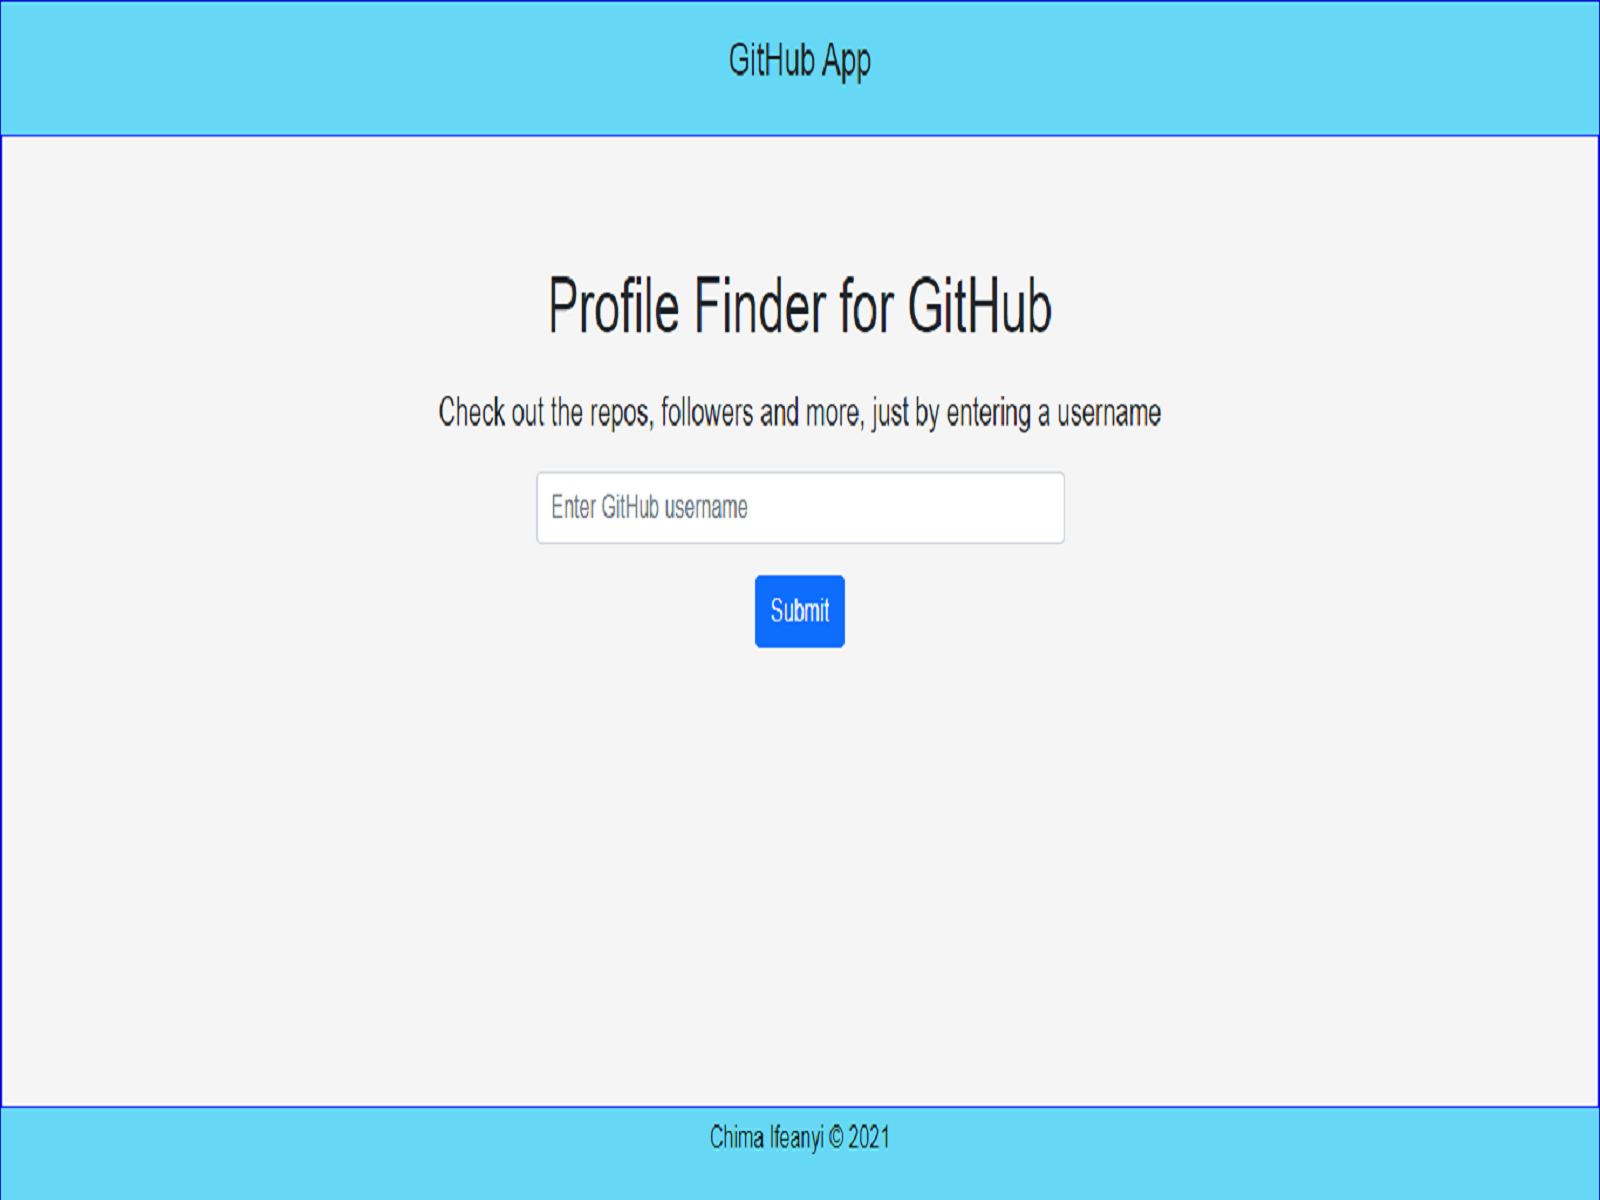 GitHub App
Profile Finder for GitHub
Check out the repos, followers and more, just by entering a username
Enter GitHub username
Submit
Chima Ifeanyi © 2021